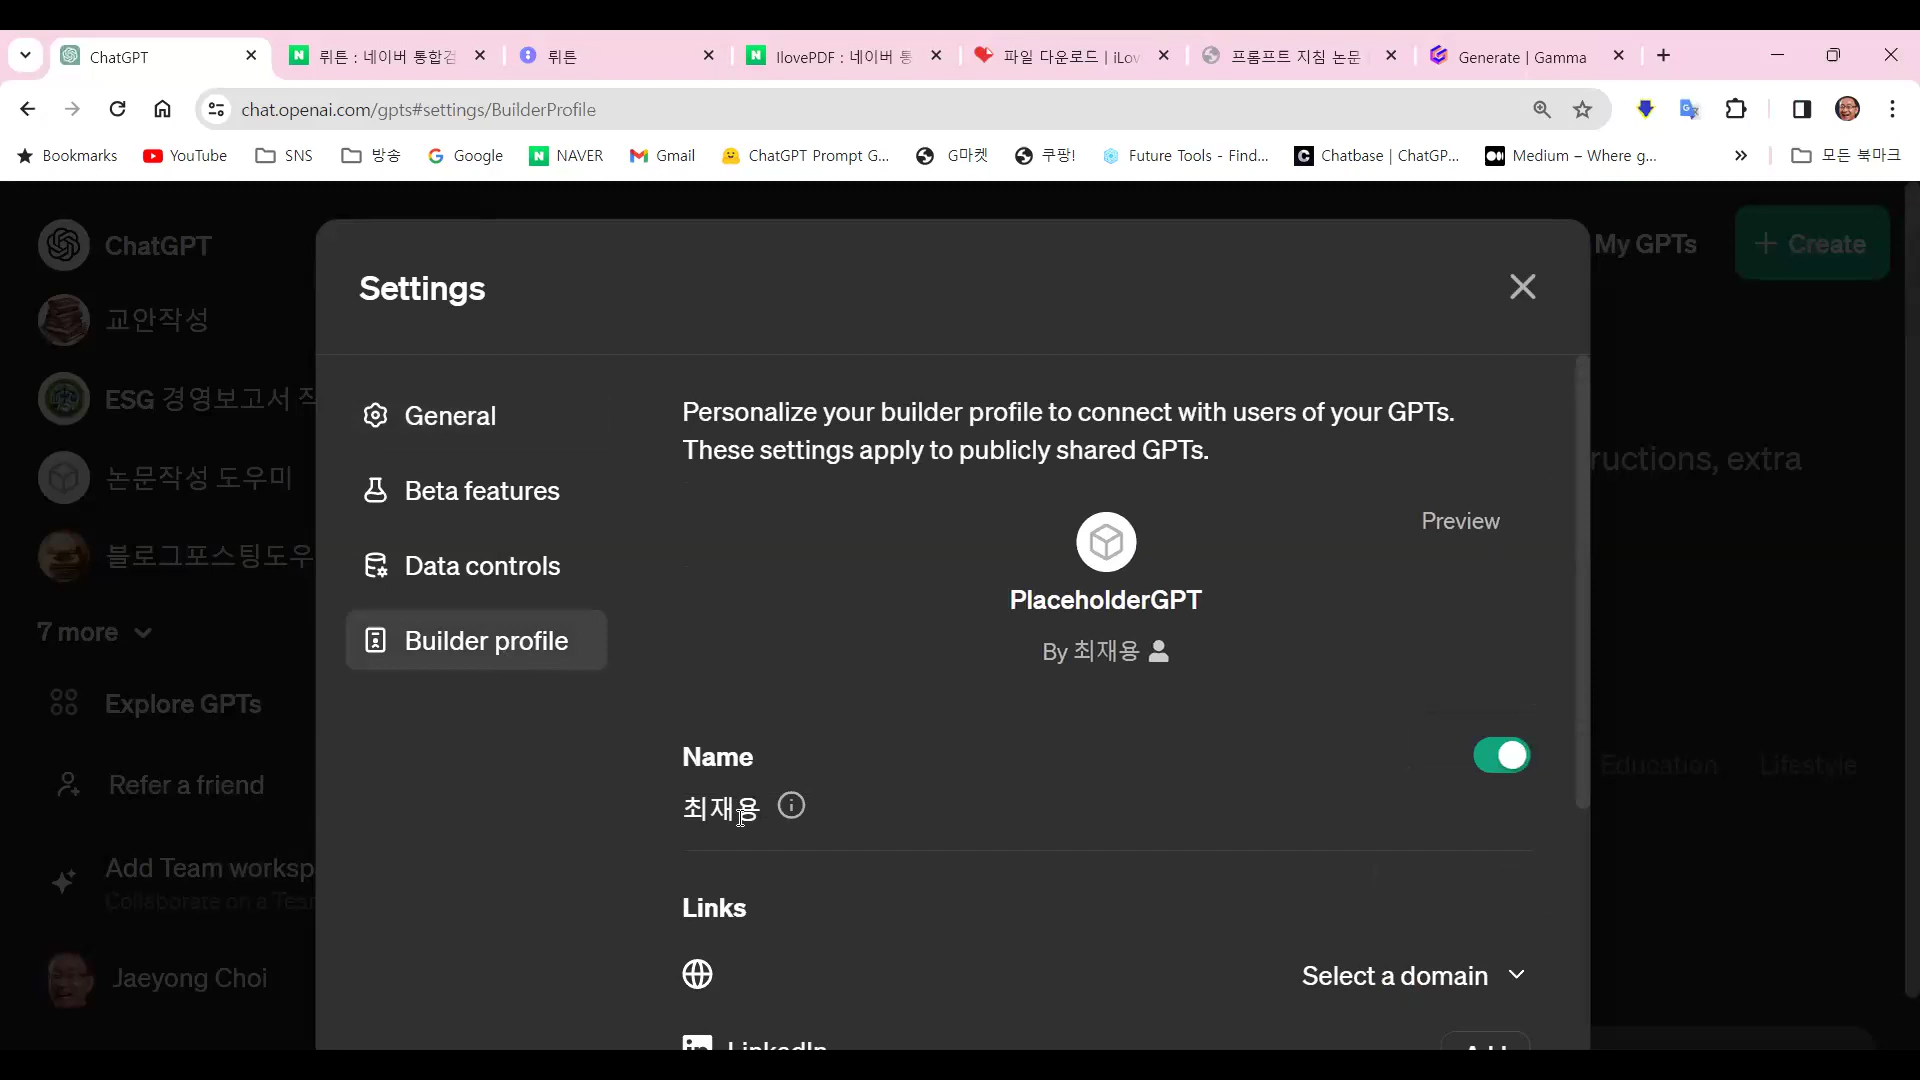 ChatGPT
뤼튼 : 네이버 통합검
뤼튼
IlovePDF : 네이버 통
파일 다운로드 | iLov
프롬프트 지침 논문
Generate | Gamma
chat.openai.com/gpts#settings/BuilderProfile
Bookmarks
YouTube
SNS
방송
Google
NAVER
Gmail
ChatGPT Prompt G...
G마켓
쿠팡!
Future Tools - Find...
Chatbase | ChatGP...
Medium – Where g...
모든 북마크
ChatGPT
My GPTs
Create
교안작성
ESG 경영보고서 작
논문작성 도우미
블로그포스팅도우
7 more
Explore GPTs
Refer a friend
Add Team worksp
Collaborate on a Tea
Jaeyong Choi
Settings
General
Beta features
Data controls
Builder profile
Personalize your builder profile to connect with users of your GPTs.
These settings apply to publicly shared GPTs.
Preview
PlaceholderGPT
By 최재용
Name
최재용
Links
Select a domain
LinkedIn
Add
ructions, extra
Education
Lifestyle